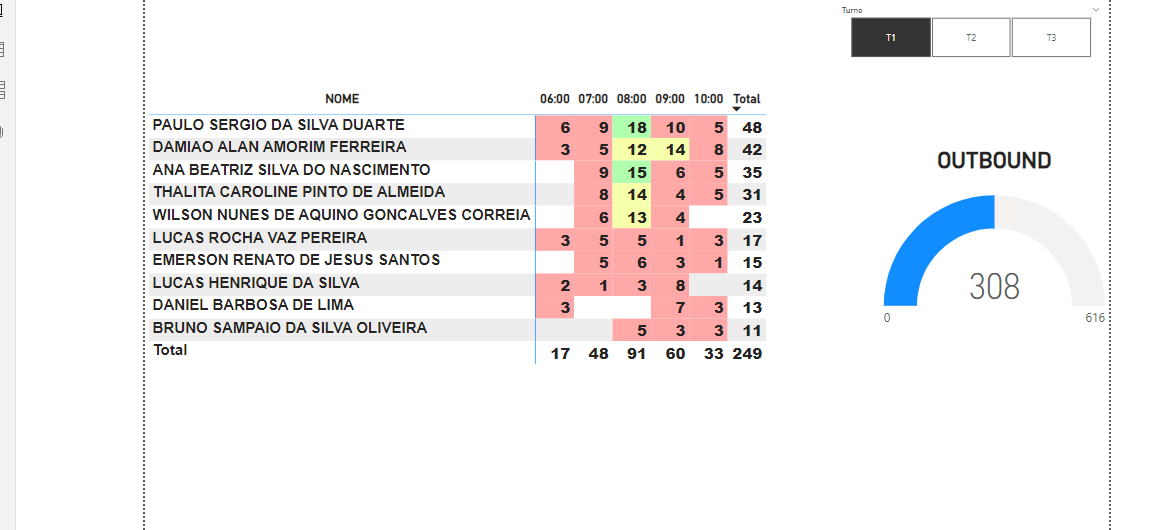 Turno
T1 T2 T3
NOME 06:00 07:00 08:00 09:00 10:00 Total
PAULO SERGIO DA SILVA DUARTE 6 9 18 10 5 48
DAMIAO ALAN AMORIM FERREIRA 3 5 12 14 8 42
ANA BEATRIZ SILVA DO NASCIMENTO 9 15 6 5 35
THALITA CAROLINE PINTO DE ALMEIDA 8 14 4 5 31
WILSON NUNES DE AQUINO GONCALVES CORREIA 6 13 4 23
LUCAS ROCHA VAZ PEREIRA 3 5 5 1 3 17
EMERSON RENATO DE JESUS SANTOS 5 6 3 1 15
LUCAS HENRIQUE DA SILVA 2 1 3 8 14
DANIEL BARBOSA DE LIMA 3 7 3 13
BRUNO SAMPAIO DA SILVA OLIVEIRA 5 3 3 11
Total 17 48 91 60 33 249
OUTBOUND
308
0 616